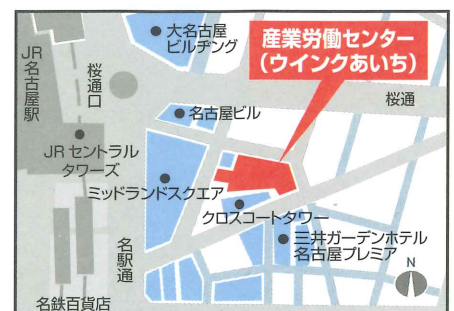 大名古屋
ビルヂング
産業労働センター
（ウインクあいち）
JR名古屋駅
桜通口
桜通
名古屋ビル
JRセントラル
タワーズ
ミッドランドスクエア
クロスコートタワー
三井ガーデンホテル
名古屋プレミア
名駅通
N
名鉄百貨店